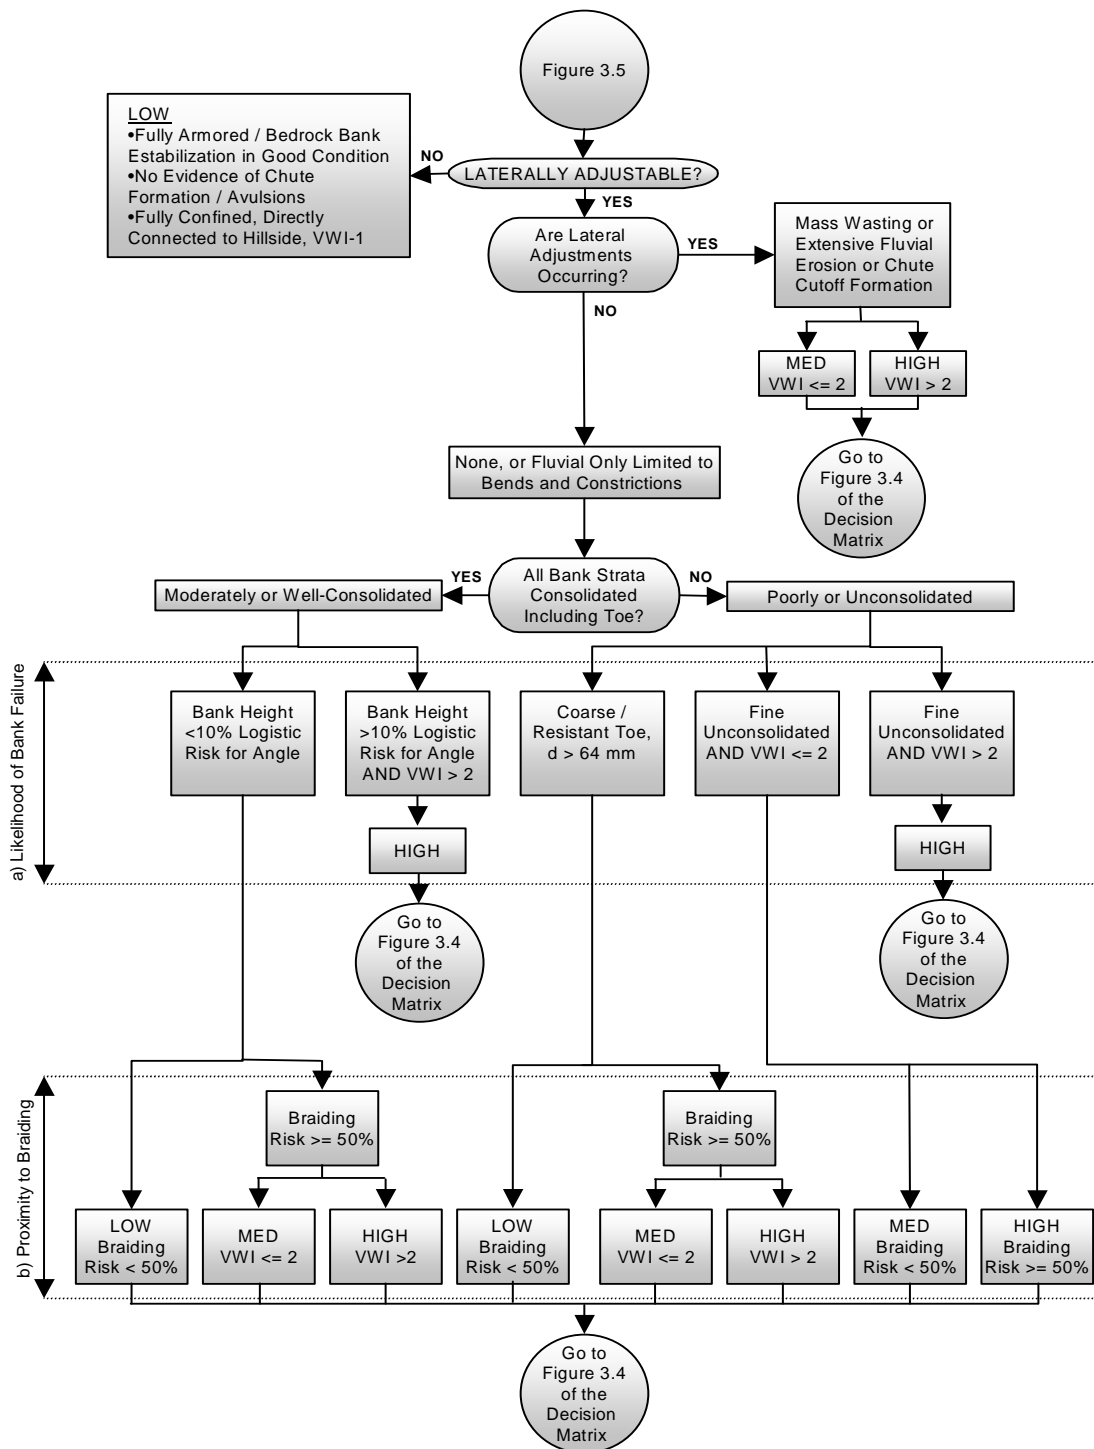 Figure 3.5
LOW
•Fully Armored / Bedrock Bank
Estabilization in Good Condition
•No Evidence of Chute
Formation / Avulsions
•Fully Confined, Directly
Connected to Hillside, VWI-1
NO
LATERALLY ADJUSTABLE?
YES
Are Lateral
Adjustments
Occurring?
YES
Mass Wasting or
Extensive Fluvial
Erosion or Chute
Cutoff Formation
NO
MED
VWI <= 2
HIGH
VWI > 2
Go to
Figure 3.4
of the
Decision
Matrix
None, or Fluvial Only Limited to
Bends and Constrictions
All Bank Strata
Consolidated
Including Toe?
YES
NO
Moderately or Well-Consolidated
Poorly or Unconsolidated
a) Likelihood of Bank Failure
Bank Height
<10% Logistic
Risk for Angle
Bank Height
>10% Logistic
Risk for Angle
AND VWI > 2
Coarse /
Resistant Toe,
d > 64 mm
Fine
Unconsolidated
AND VWI <= 2
Fine
Unconsolidated
AND VWI > 2
HIGH
HIGH
Go to
Figure 3.4
of the
Decision
Matrix
Go to
Figure 3.4
of the
Decision
Matrix
b) Proximity to Braiding
Braiding
Risk >= 50%
Braiding
Risk >= 50%
LOW
Braiding
Risk < 50%
MED
VWI <= 2
HIGH
VWI >2
LOW
Braiding
Risk < 50%
MED
VWI <= 2
HIGH
VWI > 2
MED
Braiding
Risk < 50%
HIGH
Braiding
Risk >= 50%
Go to
Figure 3.4
of the
Decision
Matrix